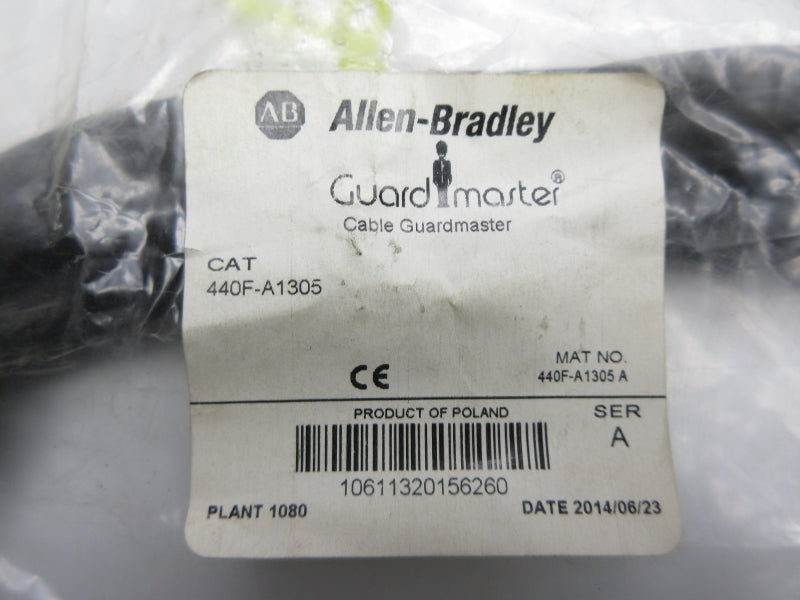 AB Allen-Bradley
Guardmaster®
Cable Guardmaster
CAT
440F-A1305
MAT NO.
CE 440F-A1305 A
PRODUCT OF POLAND SER
A
10611320156260
PLANT 1080 DATE 2014/06/23